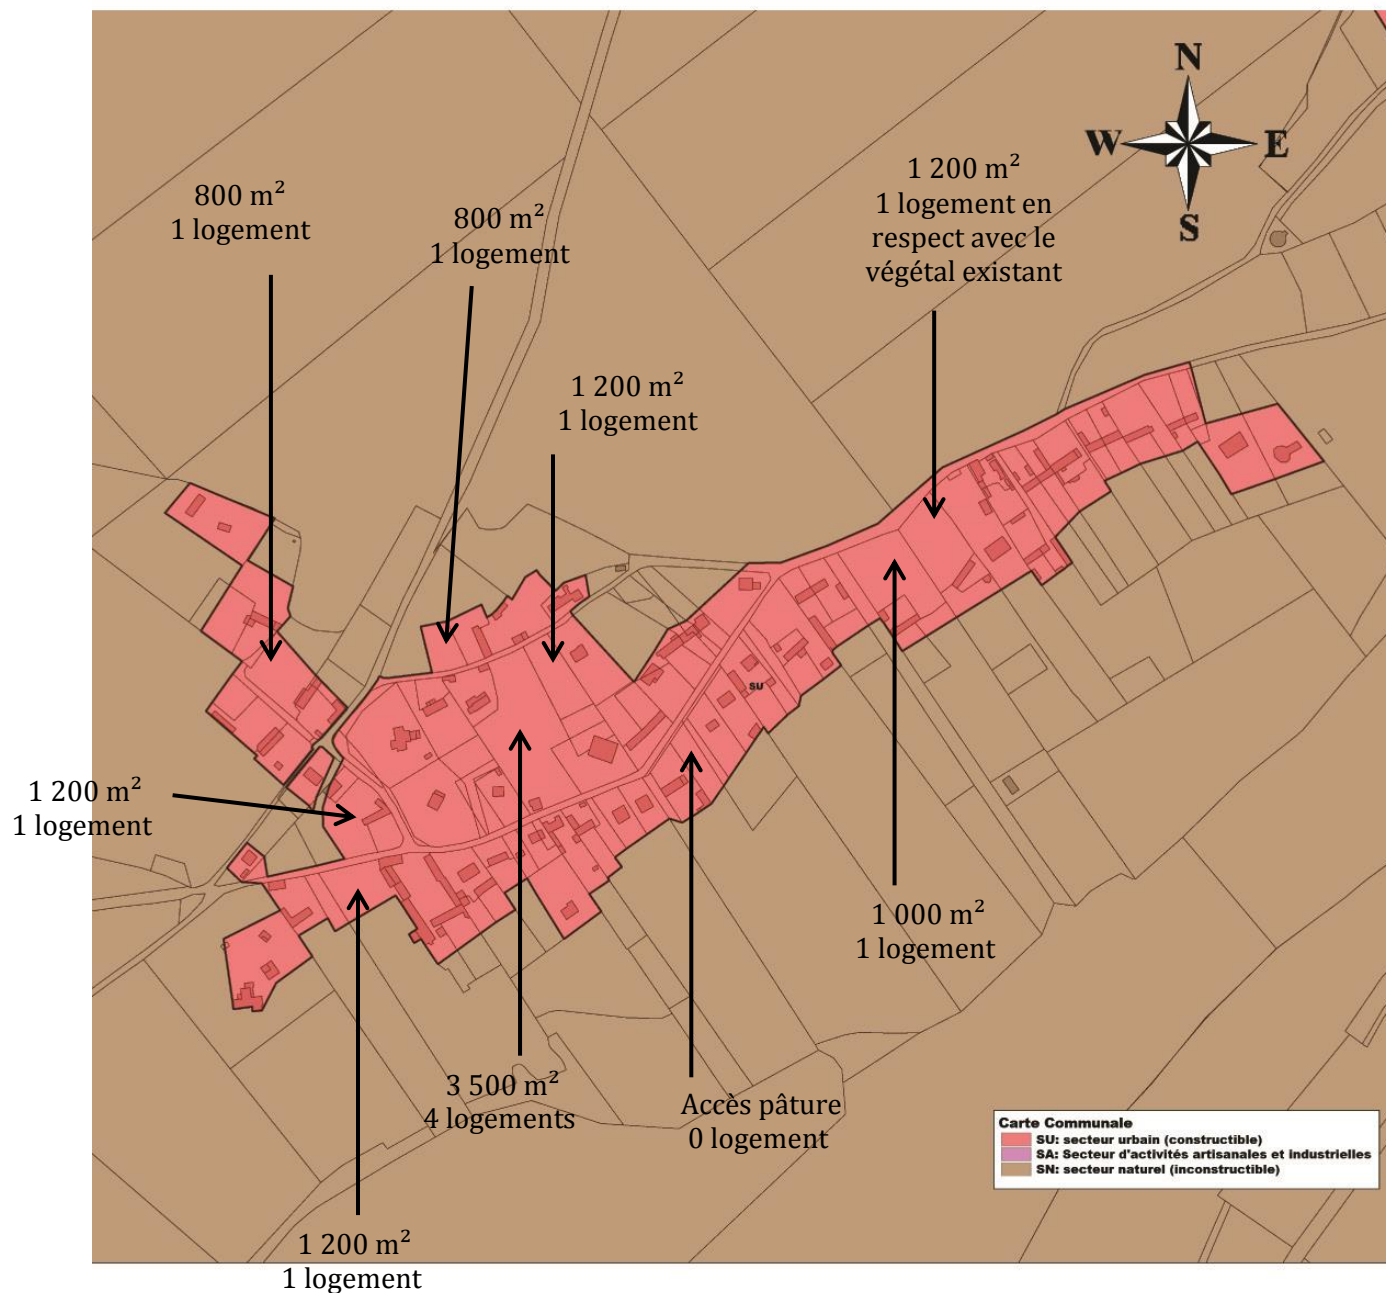 N
W
E
S
1 200 m²
1 logement en
respect avec le
végétal existant
800 m²
1 logement
800 m²
1 logement
1 200 m²
1 logement
SU
1 200 m²
1 logement
1 000 m²
1 logement
3 500 m²
4 logements
Accès pâture
0 logement
1 200 m²
1 logement
Carte Communale
SU: secteur urbain (constructible)
SA: Secteur d'activités artisanales et industrielles
SN: secteur naturel (inconstructible)